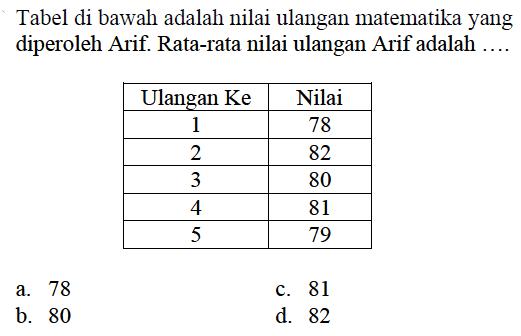 Tabel di bawah adalah nilai ulangan matematika yang
diperoleh Arif. Rata-rata nilai ulangan Arif adalah ....
Ulangan Ke Nilai
1 78
2 82
3 80
4 81
5 79
a. 78 c. 81
b. 80 d. 82